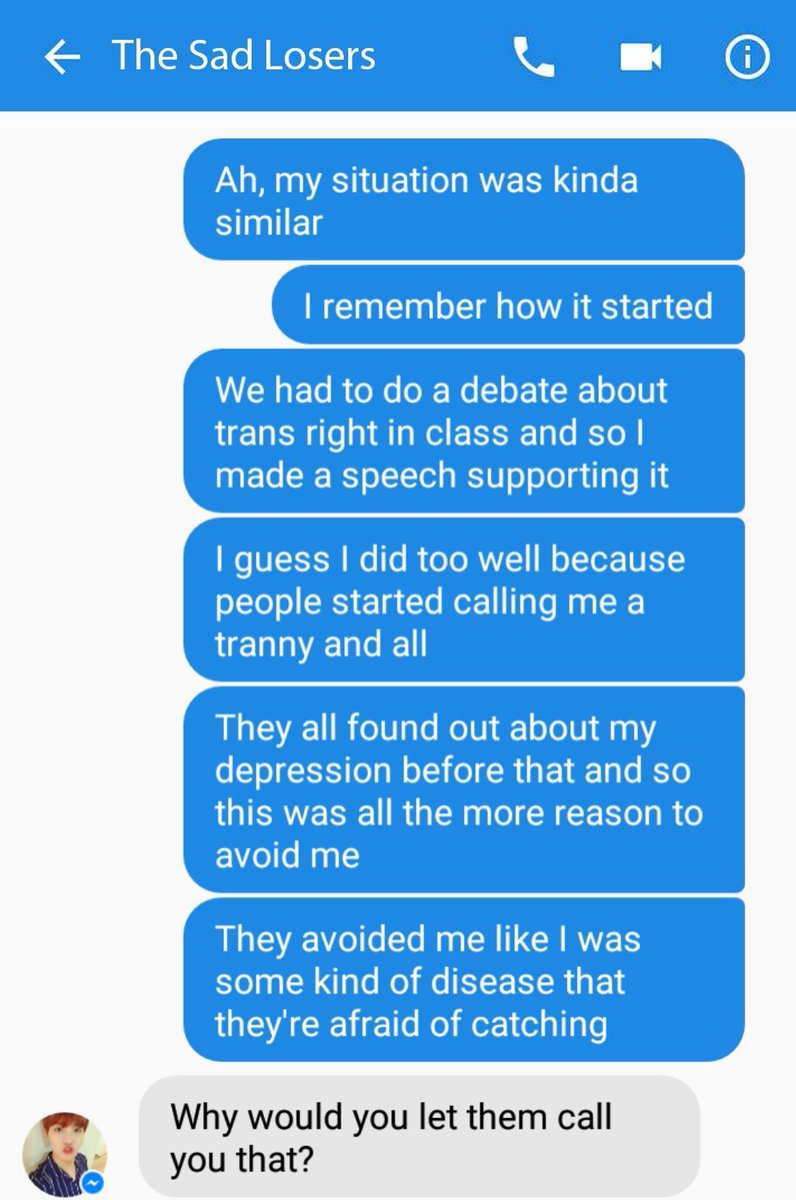 The Sad Losers
Ah, my situation was kinda
similar
I remember how it started
We had to do a debate about
trans right in class and so I
made a speech supporting it
I guess I did too well because
people started calling me a
tranny and all
They all found out about my
depression before that and so
this was all the more reason to
avoid me
They avoided me like I was
some kind of disease that
they're afraid of catching
Why would you let them call
you that?